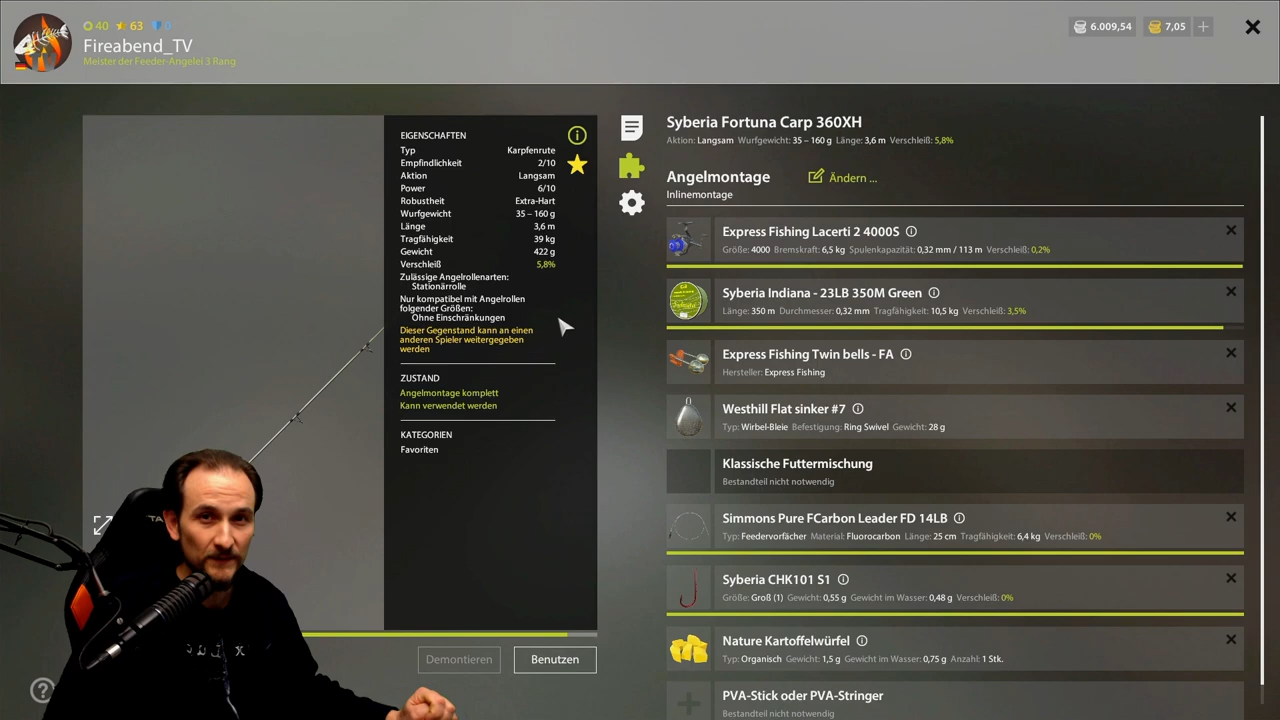 40 63 0
Fireabend_TV
Meister der Feeder-Angelei 3 Rang
6.009,54 7,05
EIGENSCHAFTEN
Typ Karpfenrute
Empfindlichkeit 2/10
Aktion Langsam
Power 6/10
Robustheit Extra-Hart
Wurfgewicht 35 – 160 g
Länge 3,6 m
Tragfähigkeit 39 kg
Gewicht 422 g
Verschleiß 5,8%
Zulässige Angelrollenarten:
Stationärrolle
Nur kompatibel mit Angelrollen
folgender Größen:
Ohne Einschränkungen
Dieser Gegenstand kann an einen
anderen Spieler weitergegeben
werden
ZUSTAND
Angelmontage komplett
Kann verwendet werden
KATEGORIEN
Favoriten
Demontieren Benutzen
Syberia Fortuna Carp 360XH
Aktion: Langsam Wurfgewicht: 35 – 160 g Länge: 3,6 m Verschleiß: 5,8%
Angelmontage Ändern ...
Inlinemontage
Express Fishing Lacerti 2 4000S
Größe: 4000 Bremskraft: 6,5 kg Spulenkapazität: 0,32 mm / 113 m Verschleiß: 0,2%
Syberia Indiana - 23LB 350M Green
Länge: 350 m Durchmesser: 0,32 mm Tragfähigkeit: 10,5 kg Verschleiß: 3,5%
Express Fishing Twin bells - FA
Hersteller: Express Fishing
Westhill Flat sinker #7
Typ: Wirbel-Bleie Befestigung: Ring Swivel Gewicht: 28 g
Klassische Futtermischung
Bestandteil nicht notwendig
Simmons Pure FCarbon Leader FD 14LB
Typ: Feedervorfächer Material: Fluorocarbon Länge: 25 cm Tragfähigkeit: 6,4 kg Verschleiß: 0%
Syberia CHK101 S1
Größe: Groß (1) Gewicht: 0,55 g Gewicht im Wasser: 0,48 g Verschleiß: 0%
Nature Kartoffelwürfel
Typ: Organisch Gewicht: 1,5 g Gewicht im Wasser: 0,75 g Anzahl: 1 Stk.
PVA-Stick oder PVA-Stringer
Bestandteil nicht notwendig